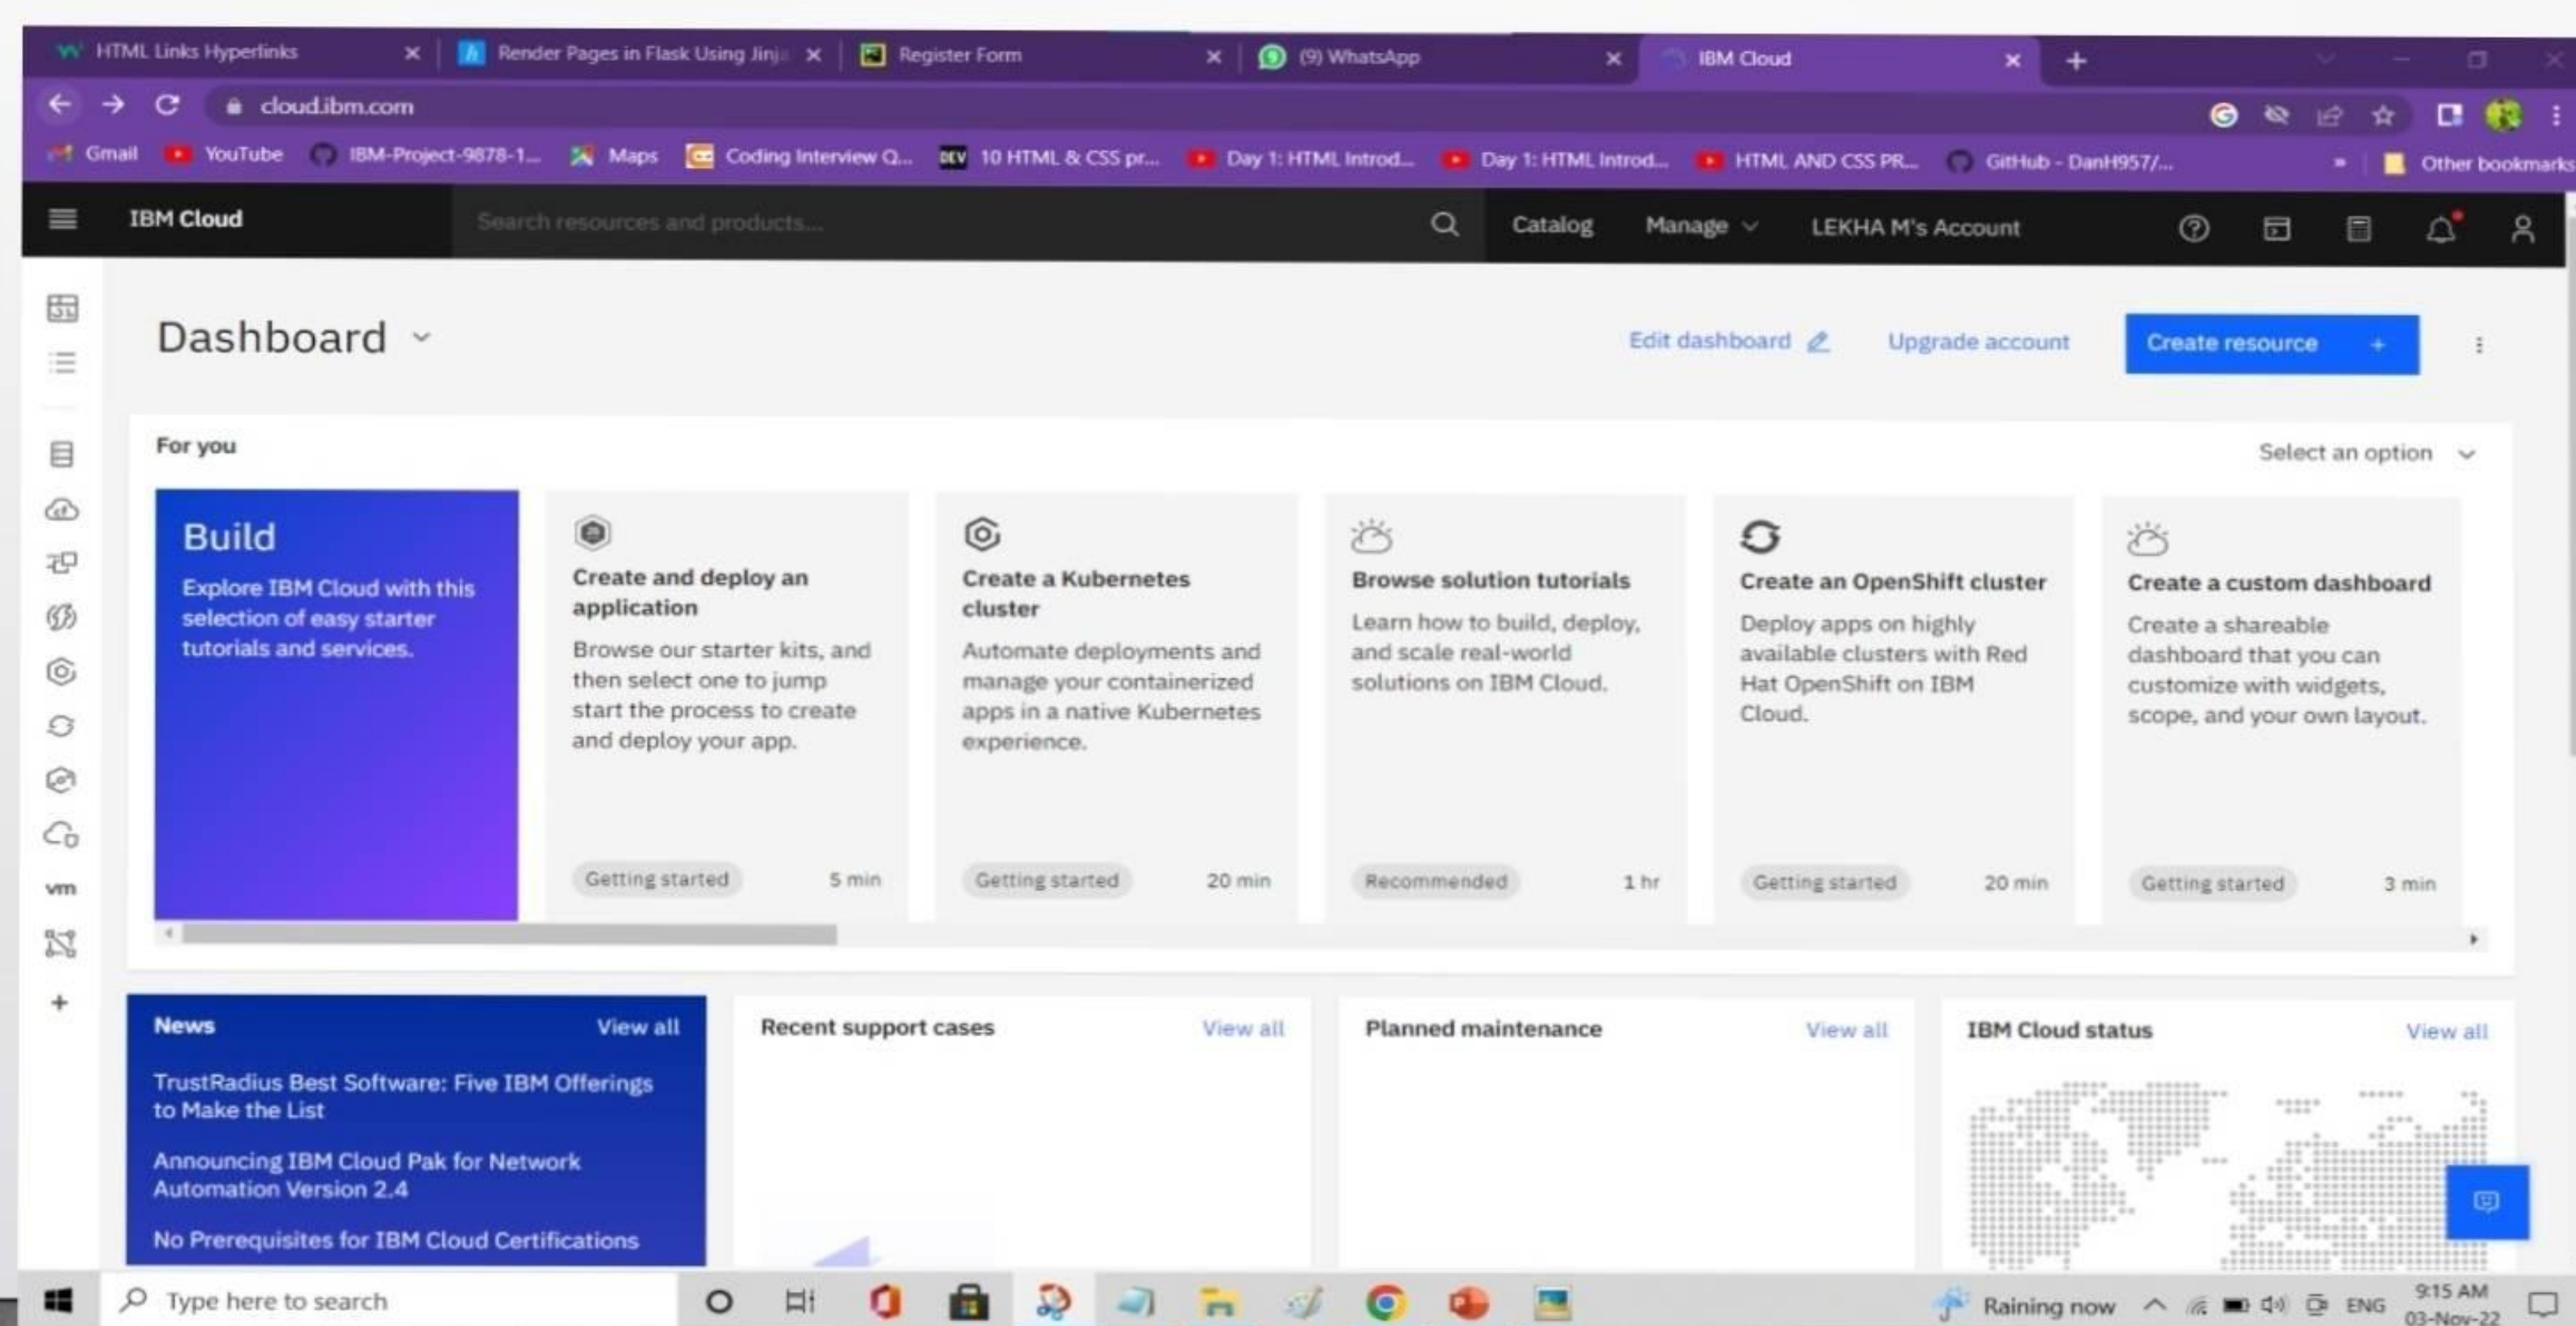 HTML Links Hyperlinks
Render Pages in Flask Using Jinja
Register Form
(9) WhatsApp
IBM Cloud
cloud.ibm.com
Gmail
YouTube
IBM-Project-9878-1...
Maps
Coding Interview Q...
DEV
10 HTML & CSS pr...
Day 1: HTML Introd...
Day 1: HTML Introd...
HTML AND CSS PR...
GitHub - DanH957/...
»
Other bookmarks
IBM Cloud
Search resources and products...
Catalog
Manage
LEKHA M's Account
Dashboard
Edit dashboard
Upgrade account
Create resource +
For you
Select an option
Build
Explore IBM Cloud with this
selection of easy starter
tutorials and services.
Create and deploy an
application
Browse our starter kits, and
then select one to jump
start the process to create
and deploy your app.
Getting started
5 min
Create a Kubernetes
cluster
Automate deployments and
manage your containerized
apps in a native Kubernetes
experience.
Getting started
20 min
Browse solution tutorials
Learn how to build, deploy,
and scale real-world
solutions on IBM Cloud.
Recommended
1 hr
Create an OpenShift cluster
Deploy apps on highly
available clusters with Red
Hat OpenShift on IBM
Cloud.
Getting started
20 min
Create a custom dashboard
Create a shareable
dashboard that you can
customize with widgets,
scope, and your own layout.
Getting started
3 min
vm
News
View all
TrustRadius Best Software: Five IBM Offerings
to Make the List
Announcing IBM Cloud Pak for Network
Automation Version 2.4
No Prerequisites for IBM Cloud Certifications
Recent support cases
View all
Planned maintenance
View all
IBM Cloud status
View all
Type here to search
Raining now
ENG
9:15 AM
03-Nov-22